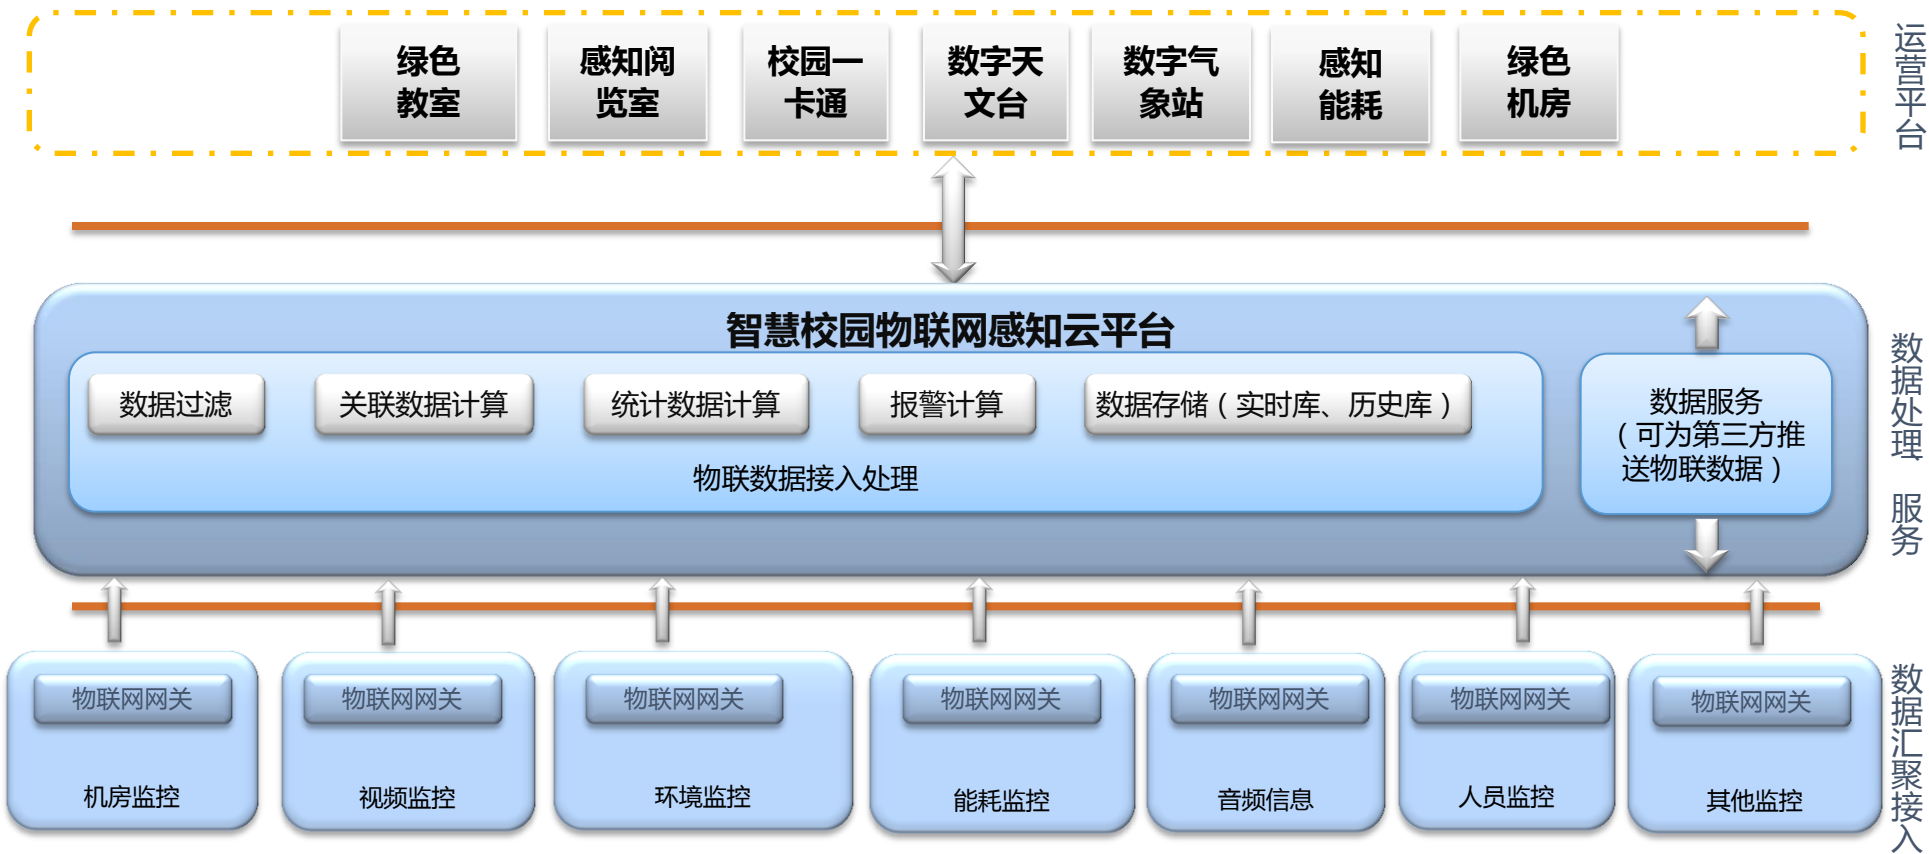 绿色
教室
感知阅
览室
校园一
卡通
数字天
文台
数字气
象站
感知
能耗
绿色
机房
运营平台
智慧校园物联网感知云平台
数据过滤
关联数据计算
统计数据计算
报警计算
数据存储（实时库、历史库）
物联数据接入处理
数据服务
（可为第三方推
送物联数据）
数据处理、服务
物联网网关
物联网网关
物联网网关
物联网网关
物联网网关
物联网网关
物联网网关
机房监控
视频监控
环境监控
能耗监控
音频信息
人员监控
其他监控
数据汇聚接入